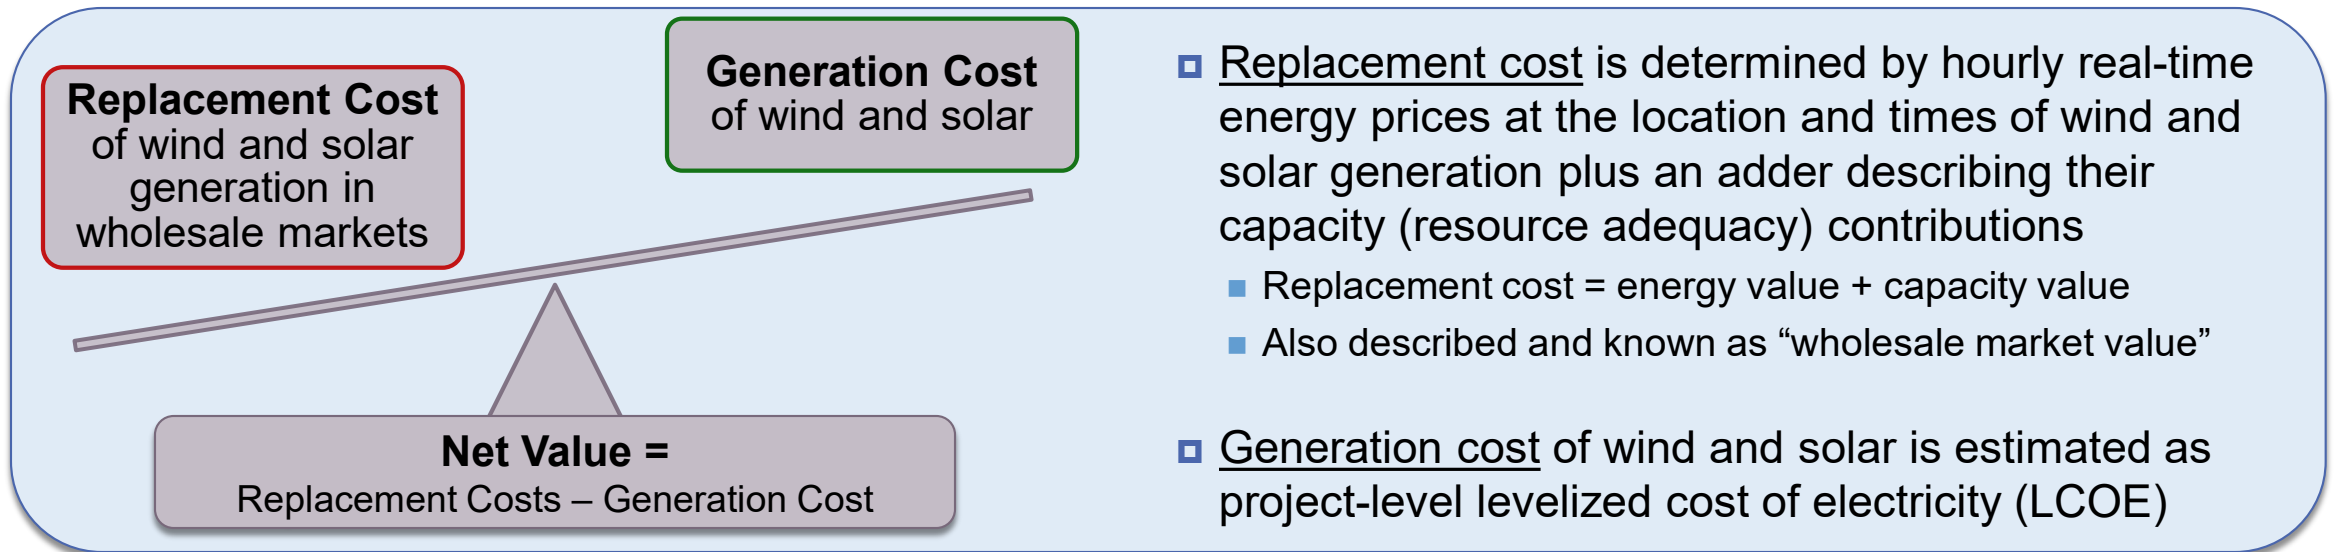 Replacement Cost
of wind and solar
generation in
wholesale markets
Generation Cost
of wind and solar
Net Value =
Replacement Costs – Generation Cost
Replacement cost is determined by hourly real-time
energy prices at the location and times of wind and
solar generation plus an adder describing their
capacity (resource adequacy) contributions
Replacement cost = energy value + capacity value
Also described and known as “wholesale market value”
Generation cost of wind and solar is estimated as
project-level levelized cost of electricity (LCOE)